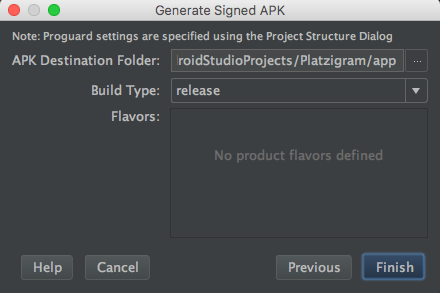 Generate Signed APK
Note: Proguard settings are specified using the Project Structure Dialog
APK Destination Folder: roidStudioProjects/Platzigram/app ...
Build Type: release
Flavors:
No product flavors defined
Help Cancel Previous Finish